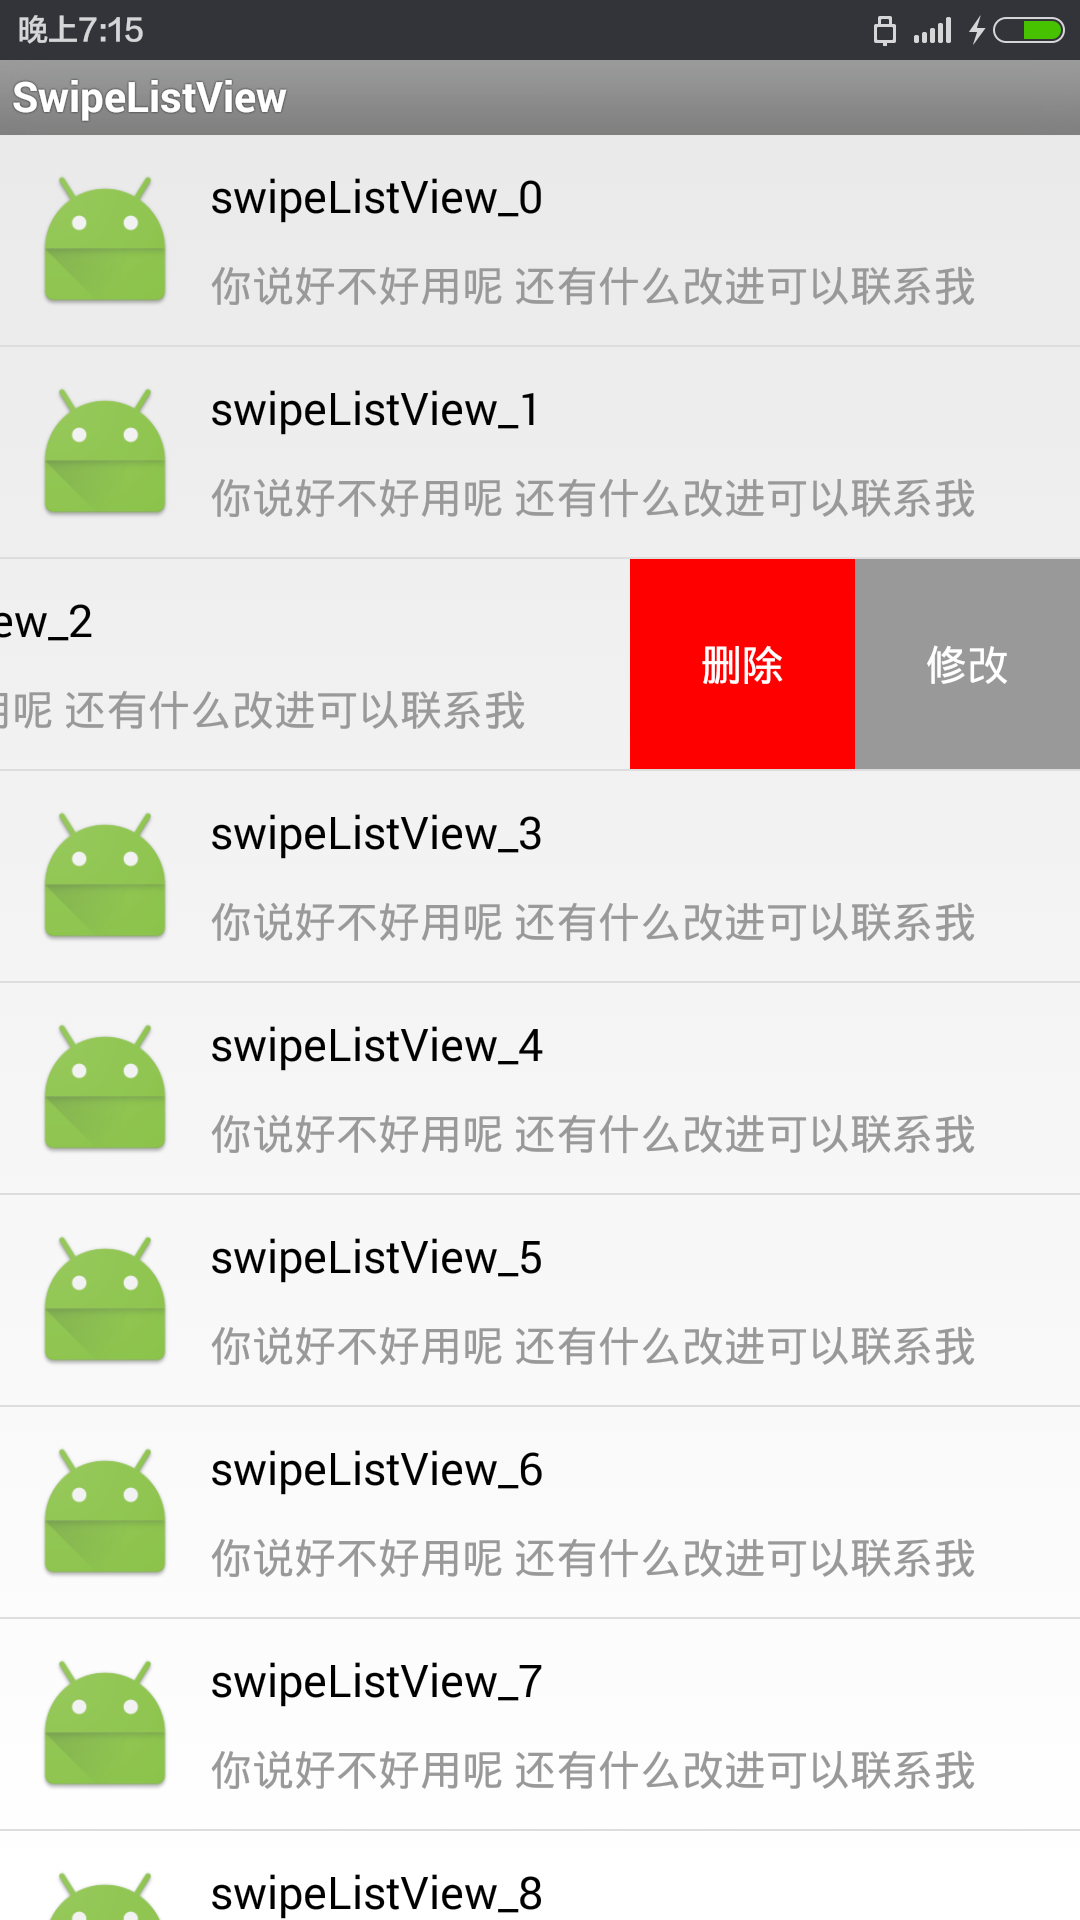 晚上7:15
SwipeListView
swipeListView_0
你说好不好用呢 还有什么改进可以联系我
swipeListView_1
你说好不好用呢 还有什么改进可以联系我
ew_2
用呢 还有什么改进可以联系我
删除
修改
swipeListView_3
你说好不好用呢 还有什么改进可以联系我
swipeListView_4
你说好不好用呢 还有什么改进可以联系我
swipeListView_5
你说好不好用呢 还有什么改进可以联系我
swipeListView_6
你说好不好用呢 还有什么改进可以联系我
swipeListView_7
你说好不好用呢 还有什么改进可以联系我
swipeListView_8